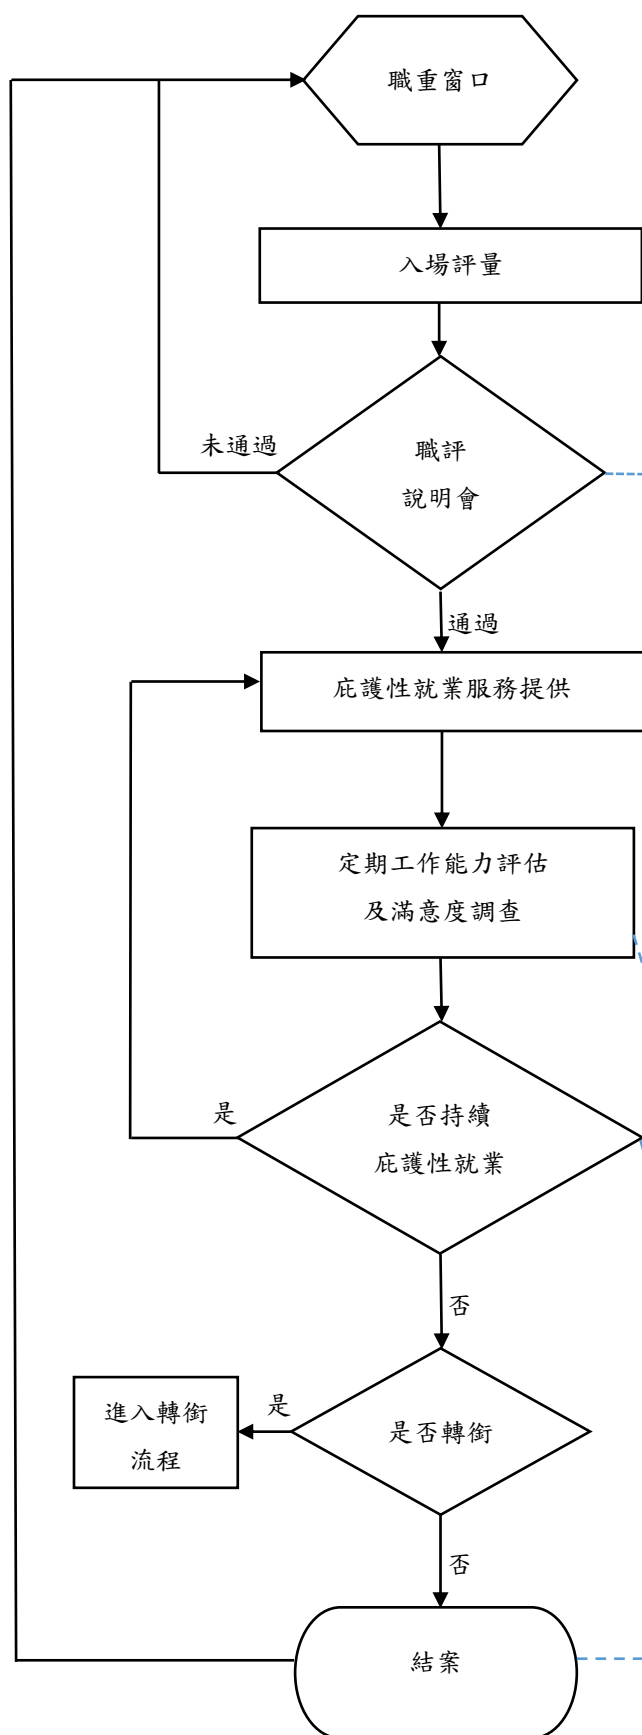 職重窗口
入場評量
未通過
職評
說明會
通過
庇護性就業服務提供
定期工作能力評估
及滿意度調查
是
是否持續
庇護性就業
否
進入轉銜
流程
是
是否轉銜
否
結案